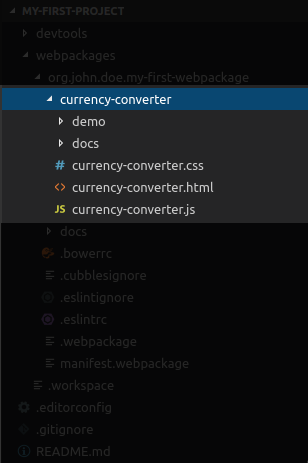 MY-FIRST-PROJECT
devtools
webpackages
org.john.doe.my-first-webpackage
currency-converter
demo
docs
# currency-converter.css
<> currency-converter.html
JS currency-converter.js
docs
.bowerrc
.cubblesignore
.eslintignore
.eslintrc
.webpackage
manifest.webpackage
.workspace
.editorconfig
.gitignore
README.md